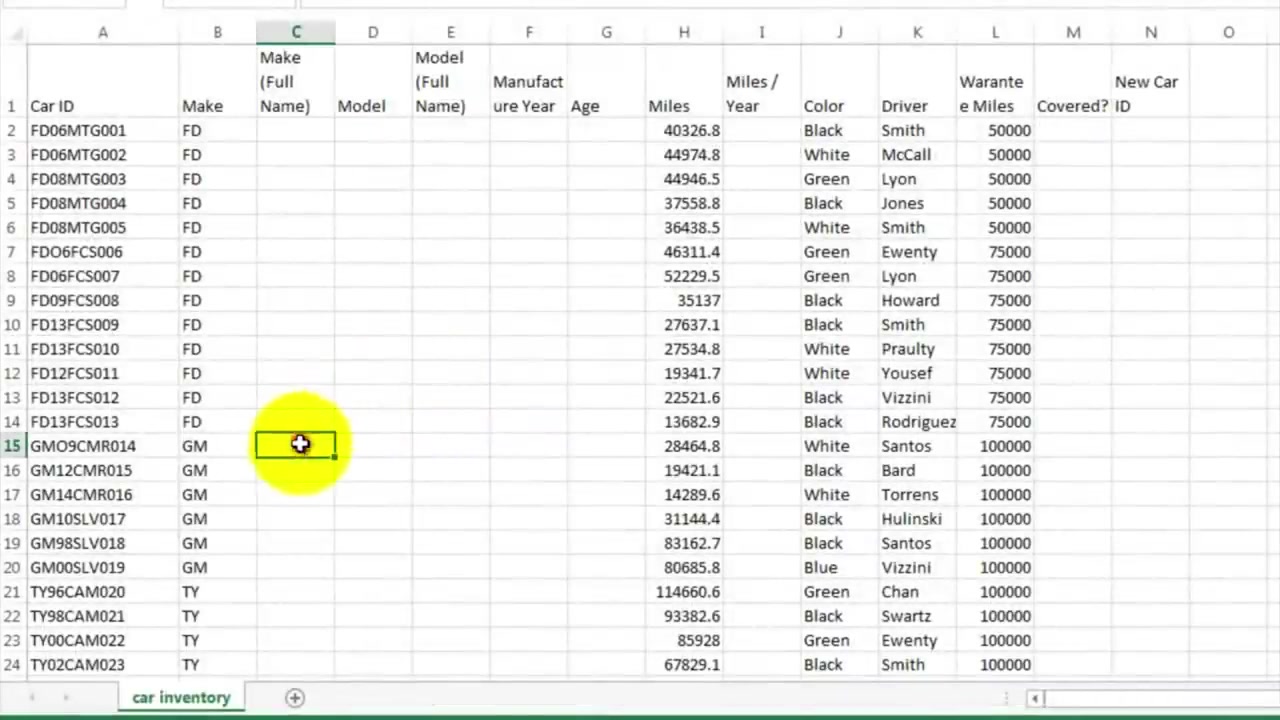 A B C D E F G H I J K L M N O
Make Model
(Full (Full Manufact Miles / Warante New Car
1 Car ID Make Name) Model Name) ure Year Age Miles Year Color Driver e Miles Covered? ID
2 FD06MTG001 FD 40326.8 Black Smith 50000
3 FD06MTG002 FD 44974.8 White McCall 50000
4 FD08MTG003 FD 44946.5 Green Lyon 50000
5 FD08MTG004 FD 37558.8 Black Jones 50000
6 FD08MTG005 FD 36438.5 White Smith 50000
7 FDO6FCS006 FD 46311.4 Green Ewenty 75000
8 FD06FCS007 FD 52229.5 Green Lyon 75000
9 FD09FCS008 FD 35137 Black Howard 75000
10 FD13FCS009 FD 27637.1 Black Smith 75000
11 FD13FCS010 FD 27534.8 White Praulty 75000
12 FD12FCS011 FD 19341.7 White Yousef 75000
13 FD13FCS012 FD 22521.6 Black Vizzini 75000
14 FD13FCS013 FD 13682.9 Black Rodriguez 75000
15 GMO9CMR014 GM 28464.8 White Santos 100000
16 GM12CMR015 GM 19421.1 Black Bard 100000
17 GM14CMR016 GM 14289.6 White Torrens 100000
18 GM10SLV017 GM 31144.4 Black Hulinski 100000
19 GM98SLV018 GM 83162.7 Black Santos 100000
20 GM00SLV019 GM 80685.8 Blue Vizzini 100000
21 TY96CAM020 TY 114660.6 Green Chan 100000
22 TY98CAM021 TY 93382.6 Black Swartz 100000
23 TY00CAM022 TY 85928 Green Ewenty 100000
24 TY02CAM023 TY 67829.1 Black Smith 100000
car inventory